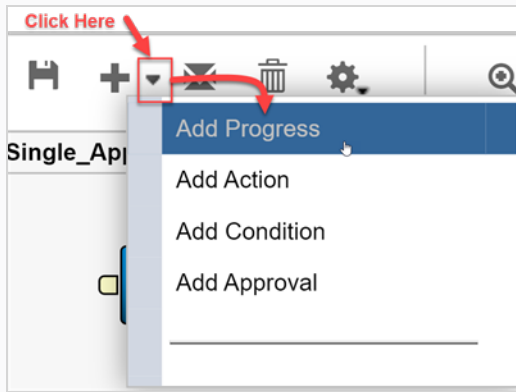 Click Here
Add Progress
Single_App
Add Action
Add Condition
Add Approval